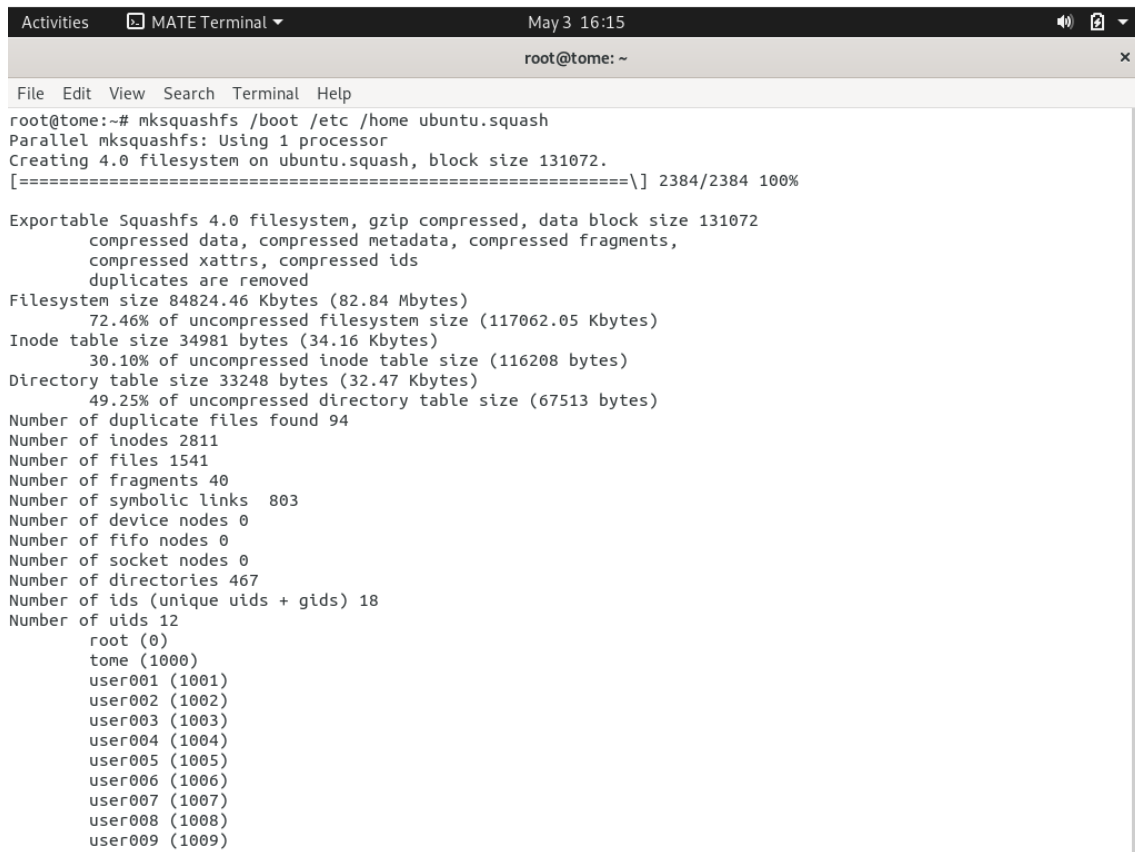 Activities MATE Terminal May 3 16:15
root@tome: ~ ×
File Edit View Search Terminal Help
root@tome:~# mksquashfs /boot /etc /home ubuntu.squash
Parallel mksquashfs: Using 1 processor
Creating 4.0 filesystem on ubuntu.squash, block size 131072.
[=============================================================\] 2384/2384 100%

Exportable Squashfs 4.0 filesystem, gzip compressed, data block size 131072
        compressed data, compressed metadata, compressed fragments,
        compressed xattrs, compressed ids
        duplicates are removed
Filesystem size 84824.46 Kbytes (82.84 Mbytes)
        72.46% of uncompressed filesystem size (117062.05 Kbytes)
Inode table size 34981 bytes (34.16 Kbytes)
        30.10% of uncompressed inode table size (116208 bytes)
Directory table size 33248 bytes (32.47 Kbytes)
        49.25% of uncompressed directory table size (67513 bytes)
Number of duplicate files found 94
Number of inodes 2811
Number of files 1541
Number of fragments 40
Number of symbolic links  803
Number of device nodes 0
Number of fifo nodes 0
Number of socket nodes 0
Number of directories 467
Number of ids (unique uids + gids) 18
Number of uids 12
        root (0)
        tome (1000)
        user001 (1001)
        user002 (1002)
        user003 (1003)
        user004 (1004)
        user005 (1005)
        user006 (1006)
        user007 (1007)
        user008 (1008)
        user009 (1009)